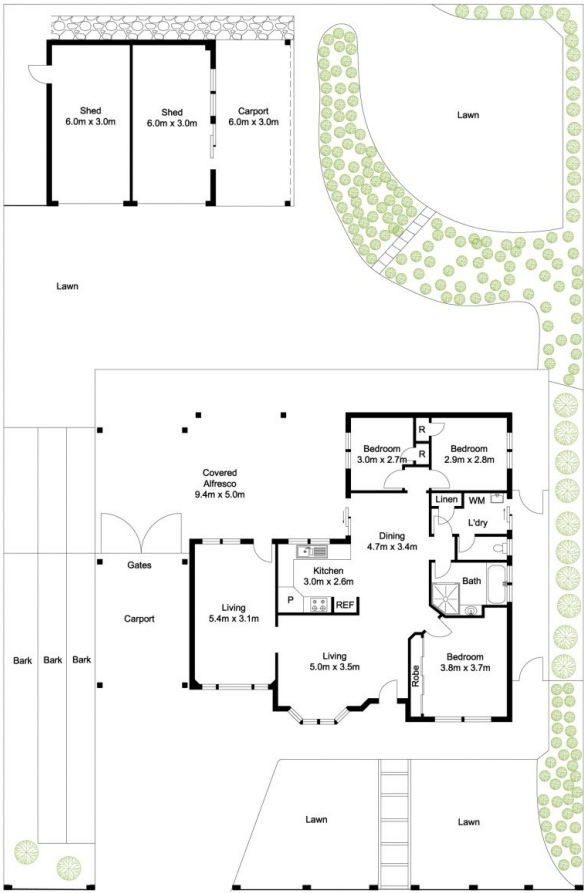 Shed
6.0m x 3.0m
Shed
6.0m x 3.0m
Carport
6.0m x 3.0m
Lawn
Lawn
Bedroom
3.0m x 2.7m
R
R
Bedroom
2.9m x 2.8m
Covered
Alfresco
9.4m x 5.0m
Linen
WM
L'dry
Dining
4.7m x 3.4m
Gates
Kitchen
3.0m x 2.6m
P
REF
Bath
Carport
Living
5.4m x 3.1m
Bark
Bark
Bark
Living
5.0m x 3.5m
Robe
Bedroom
3.8m x 3.7m
Lawn
Lawn